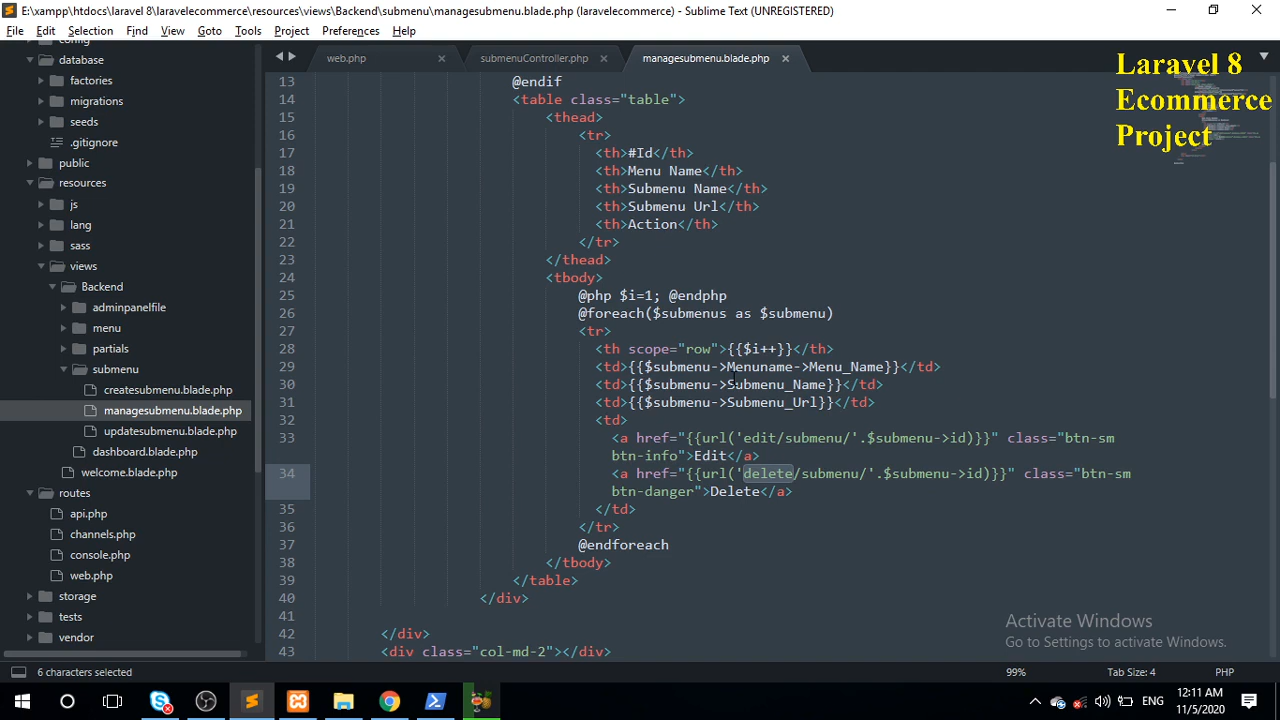 E:\xampp\htdocs\laravel 8\laravelecommerce\resources\views\Backend\submenu\managesubmenu.blade.php (laravelecommerce) - Sublime Text (UNREGISTERED)
File Edit Selection Find View Goto Tools Project Preferences Help
config
database
factories
migrations
seeds
.gitignore
public
resources
js
lang
sass
views
Backend
adminpanelfile
menu
partials
submenu
createsubmenu.blade.php
managesubmenu.blade.php
updatesubmenu.blade.php
dashboard.blade.php
welcome.blade.php
routes
api.php
channels.php
console.php
web.php
storage
tests
vendor
web.php submenuController.php managesubmenu.blade.php
Laravel 8
Ecommerce
Project
13 @endif
14 <table class="table">
15 <thead>
16 <tr>
17 <th>#Id</th>
18 <th>Menu Name</th>
19 <th>Submenu Name</th>
20 <th>Submenu Url</th>
21 <th>Action</th>
22 </tr>
23 </thead>
24 <tbody>
25 @php $i=1; @endphp
26 @foreach($submenus as $submenu)
27 <tr>
28 <th scope="row">{{$i++}}</th>
29 <td>{{$submenu->Menuname->Menu_Name}}</td>
30 <td>{{$submenu->Submenu_Name}}</td>
31 <td>{{$submenu->Submenu_Url}}</td>
32 <td>
33 <a href="{{url('edit/submenu/'.$submenu->id)}}" class="btn-sm
btn-info">Edit</a>
34 <a href="{{url('delete/submenu/'.$submenu->id)}}" class="btn-sm
btn-danger">Delete</a>
35 </td>
36 </tr>
37 @endforeach
38 </tbody>
39 </table>
40 </div>
41
42 </div>
43 <div class="col-md-2"></div>
Activate Windows
Go to Settings to activate Windows.
6 characters selected 99% Tab Size: 4 PHP
ENG
12:11 AM
11/5/2020